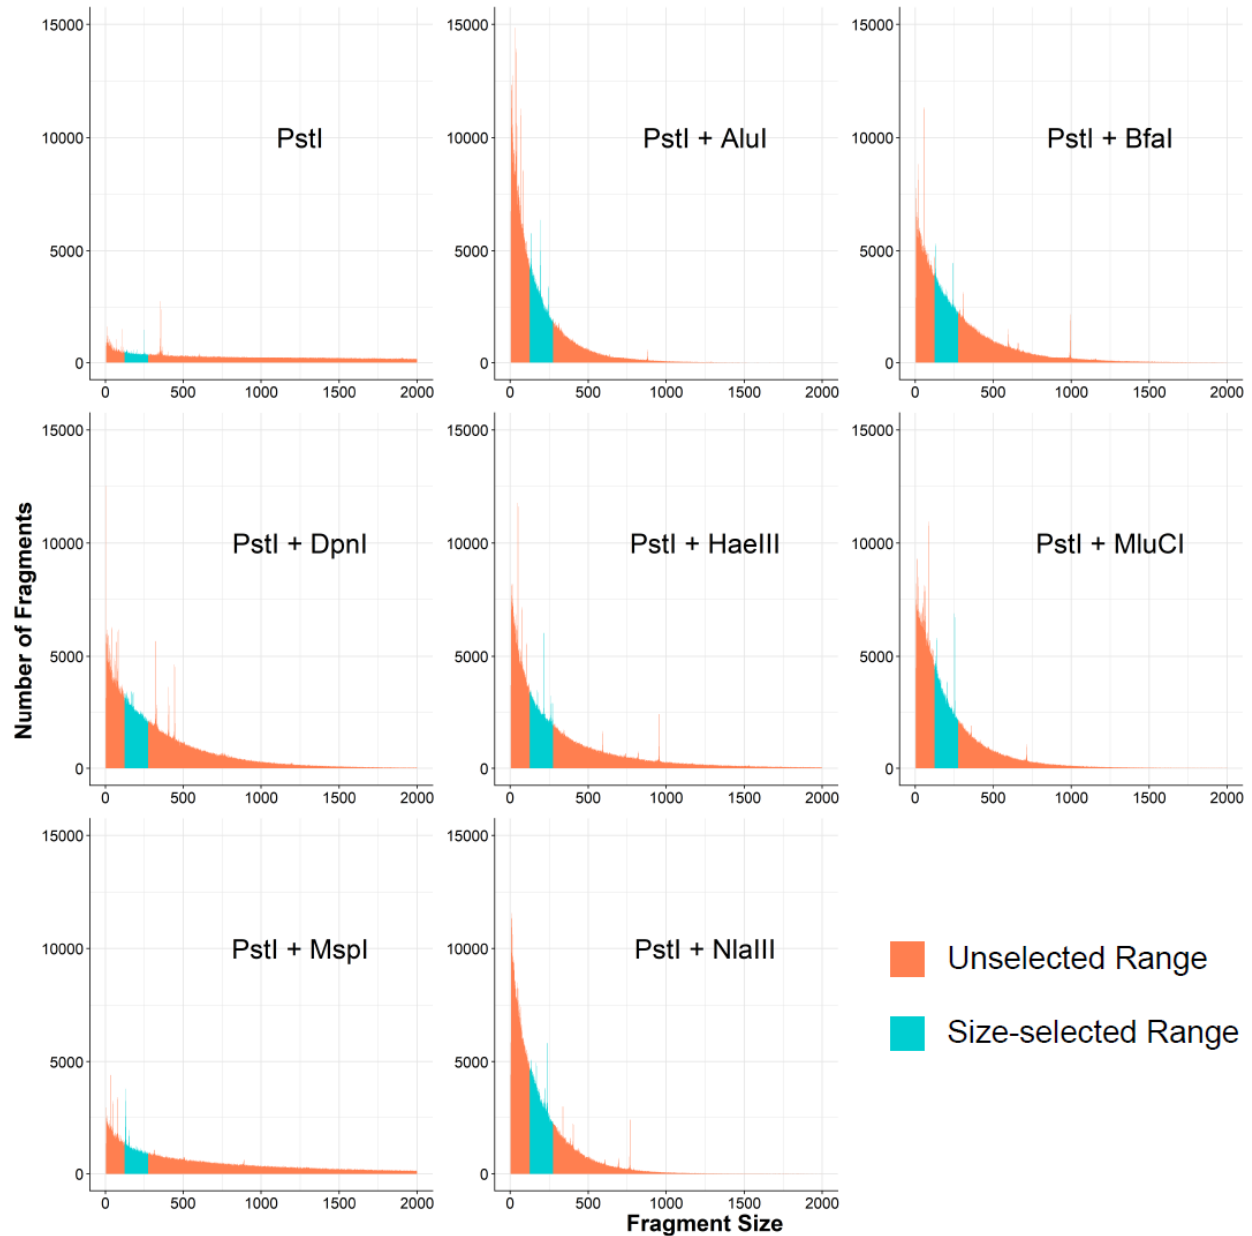 15000
10000
5000
0
0 500 1000 1500 2000
PstI
15000
10000
5000
0
0 500 1000 1500 2000
PstI + AluI
15000
10000
5000
0
0 500 1000 1500 2000
PstI + BfaI
Number of Fragments
15000
10000
5000
0
0 500 1000 1500 2000
PstI + DpnI
15000
10000
5000
0
0 500 1000 1500 2000
PstI + HaeIII
15000
10000
5000
0
0 500 1000 1500 2000
PstI + MluCI
15000
10000
5000
0
0 500 1000 1500 2000
PstI + MspI
15000
10000
5000
0
0 500 1000 1500 2000
PstI + NlaIII
Unselected Range
Size-selected Range
Fragment Size